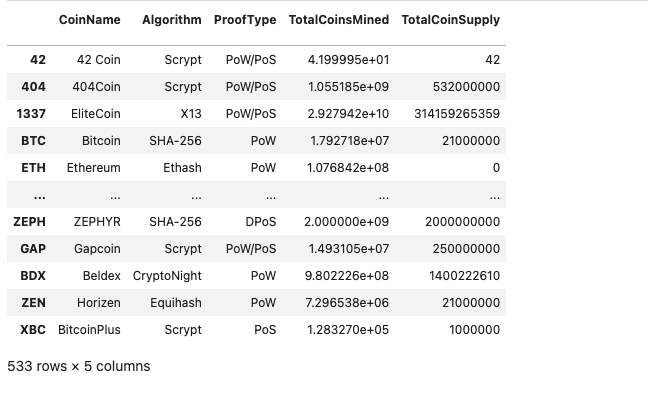 CoinName Algorithm ProofType TotalCoinsMined TotalCoinSupply
42 42 Coin Scrypt PoW/PoS 4.199995e+01 42
404 404Coin Scrypt PoW/PoS 1.055185e+09 532000000
1337 EliteCoin X13 PoW/PoS 2.927942e+10 314159265359
BTC Bitcoin SHA-256 PoW 1.792718e+07 21000000
ETH Ethereum Ethash PoW 1.076842e+08 0
... ... ... ... ... ...
ZEPH ZEPHYR SHA-256 DPoS 2.000000e+09 2000000000
GAP Gapcoin Scrypt PoW/PoS 1.493105e+07 250000000
BDX Beldex CryptoNight PoW 9.802226e+08 1400222610
ZEN Horizen Equihash PoW 7.296538e+06 21000000
XBC BitcoinPlus Scrypt PoS 1.283270e+05 1000000
533 rows × 5 columns